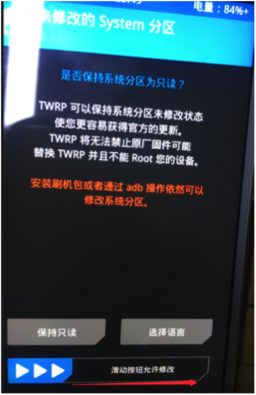 电量：84%+
未修改的 System 分区
是否保持系统分区为只读？
TWRP 可以保持系统分区未修改状态
使您更容易获得官方的更新。
TWRP 将无法禁止原厂固件可能
替换 TWRP 并且不能 Root 您的设备。
安装刷机包或者通过 adb 操作依然可以
修改系统分区。
保持只读
选择语言
滑动按钮允许修改